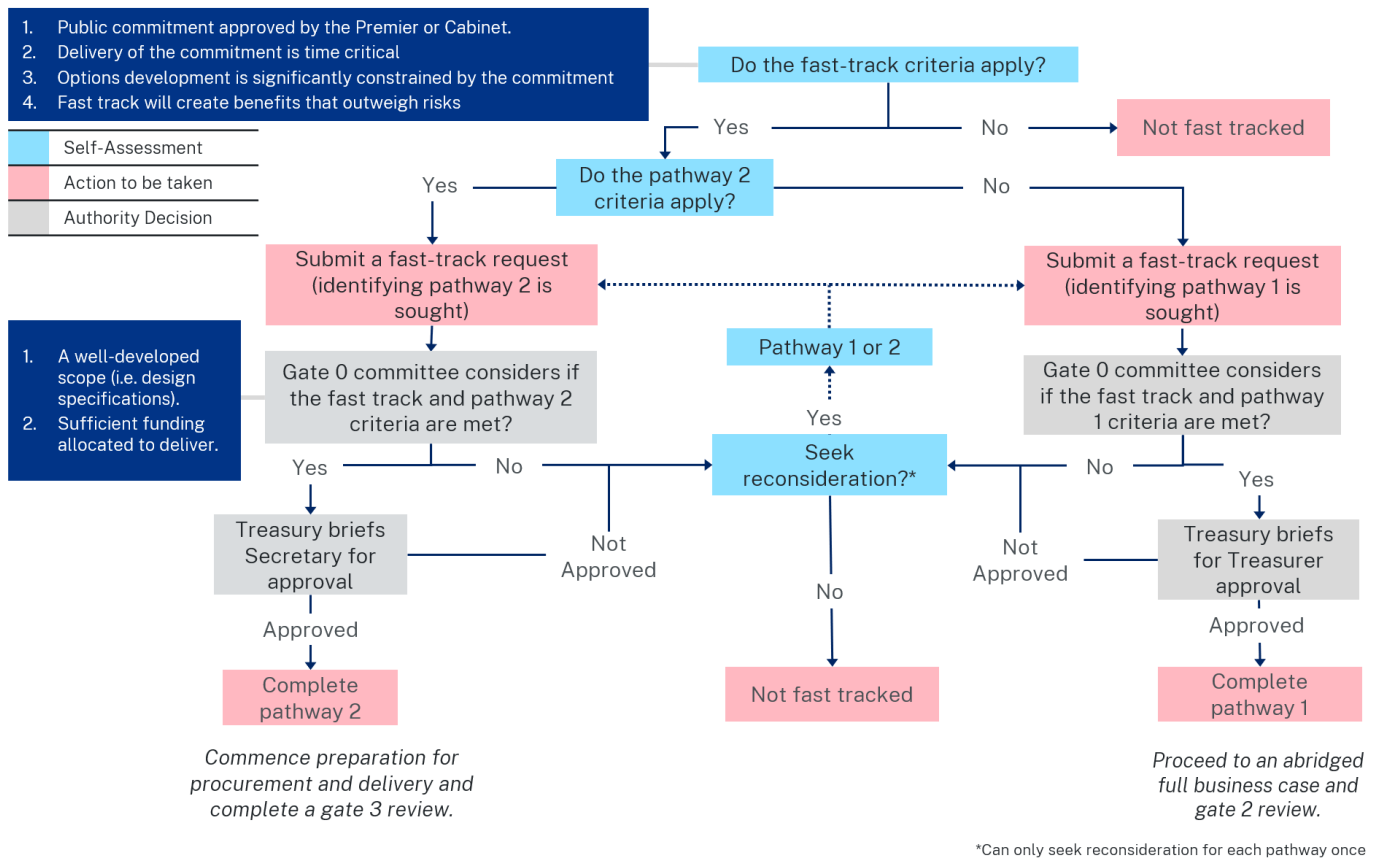 1. Public commitment approved by the Premier or Cabinet.
2. Delivery of the commitment is time critical
3. Options development is significantly constrained by the commitment
4. Fast track will create benefits that outweigh risks
Do the fast-track criteria apply?
Yes
No
Not fast tracked
Self-Assessment
Action to be taken
Authority Decision
Do the pathway 2
criteria apply?
Yes
No
Submit a fast-track request
(identifying pathway 2 is
sought)
Submit a fast-track request
(identifying pathway 1 is
sought)
1. A well-developed
scope (i.e. design
specifications).
2. Sufficient funding
allocated to deliver.
Gate 0 committee considers if
the fast track and pathway 2
criteria are met?
Pathway 1 or 2
Gate 0 committee considers
if the fast track and pathway
1 criteria are met?
Yes
Seek
reconsideration?*
Yes
No
No
Yes
Treasury briefs
Secretary for
approval
Not
Approved
Not
Approved
Treasury briefs
for Treasurer
approval
No
Approved
Approved
Complete
pathway 2
Not fast tracked
Complete
pathway 1
Commence preparation for
procurement and delivery and
complete a gate 3 review.
Proceed to an abridged
full business case and
gate 2 review.
*Can only seek reconsideration for each pathway once